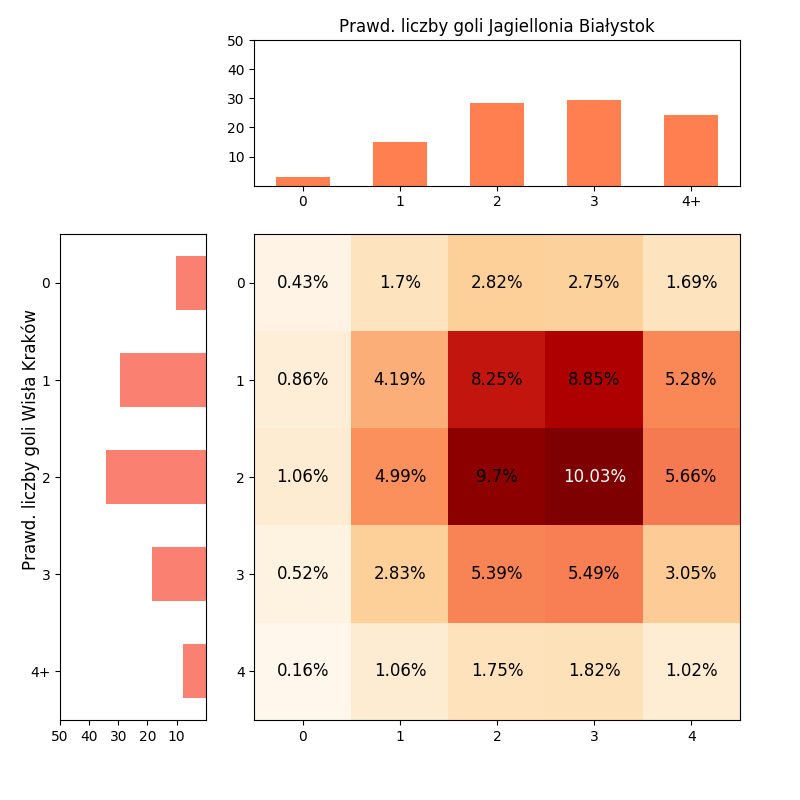 Prawd. liczby goli Jagiellonia Białystok
50
40
30
20
10
0 1 2 3 4+
Prawd. liczby goli Wisła Kraków
0
1
2
3
4+
50 40 30 20 10
0 0.43% 1.7% 2.82% 2.75% 1.69%
1 0.86% 4.19% 8.25% 8.85% 5.28%
2 1.06% 4.99% 9.7% 10.03% 5.66%
3 0.52% 2.83% 5.39% 5.49% 3.05%
4 0.16% 1.06% 1.75% 1.82% 1.02%
0 1 2 3 4